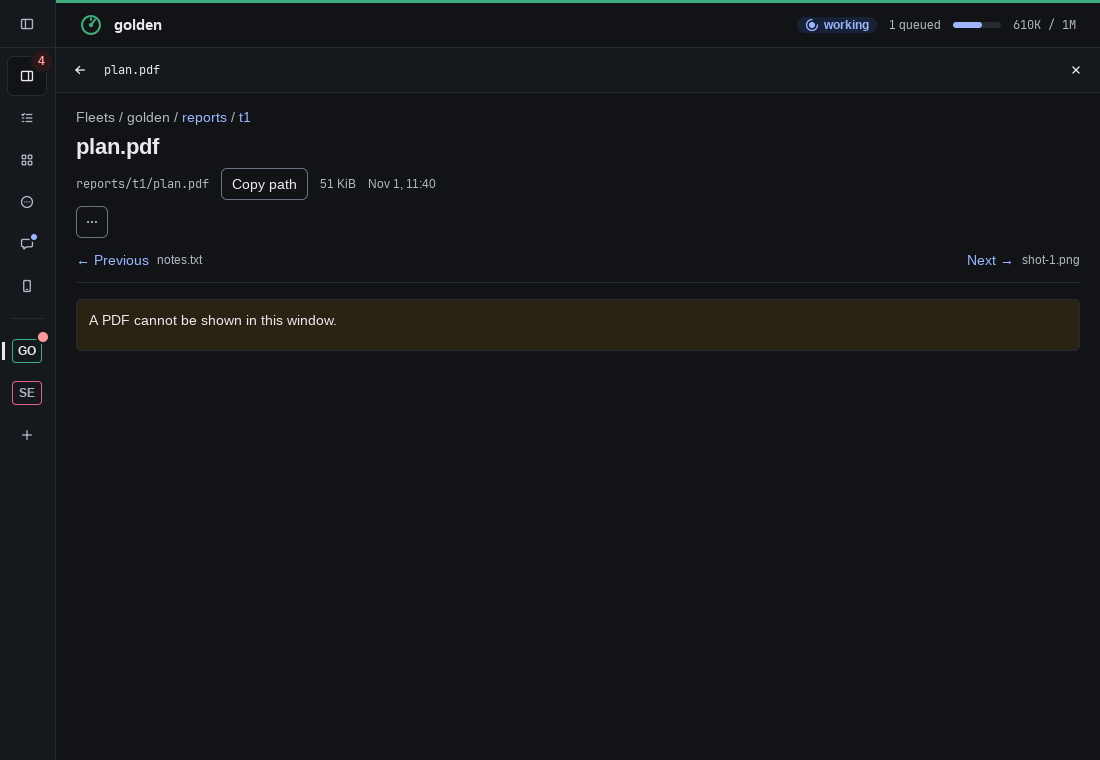 golden
working
1 queued
610K / 1M
4
plan.pdf
Fleets / golden / reports / t1
plan.pdf
reports/t1/plan.pdf
Copy path
51 KiB
Nov 1, 11:40
← Previous notes.txt
Next → shot-1.png
A PDF cannot be shown in this window.
GO
SE